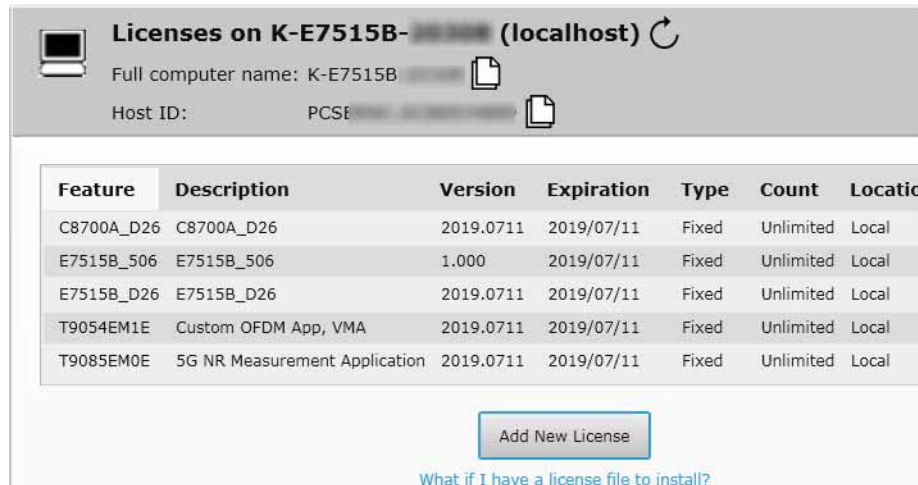 Licenses on K-E7515B- (localhost)
Full computer name: K-E7515B
Host ID: PCSE
Feature Description Version Expiration Type Count Locatio
C8700A_D26 C8700A_D26 2019.0711 2019/07/11 Fixed Unlimited Local
E7515B_506 E7515B_506 1.000 2019/07/11 Fixed Unlimited Local
E7515B_D26 E7515B_D26 2019.0711 2019/07/11 Fixed Unlimited Local
T9054EM1E Custom OFDM App, VMA 2019.0711 2019/07/11 Fixed Unlimited Local
T9085EM0E 5G NR Measurement Application 2019.0711 2019/07/11 Fixed Unlimited Local
Add New License
What if I have a license file to install?